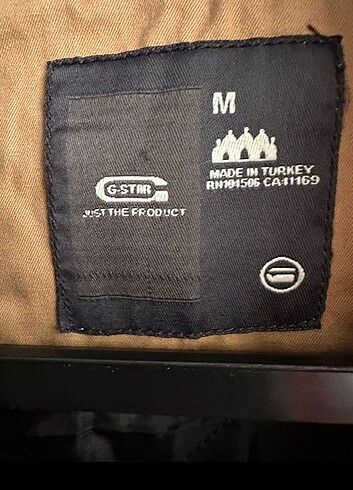 M
G-STAR
JUST THE PRODUCT
MADE IN TURKEY
RN104506 CA41169